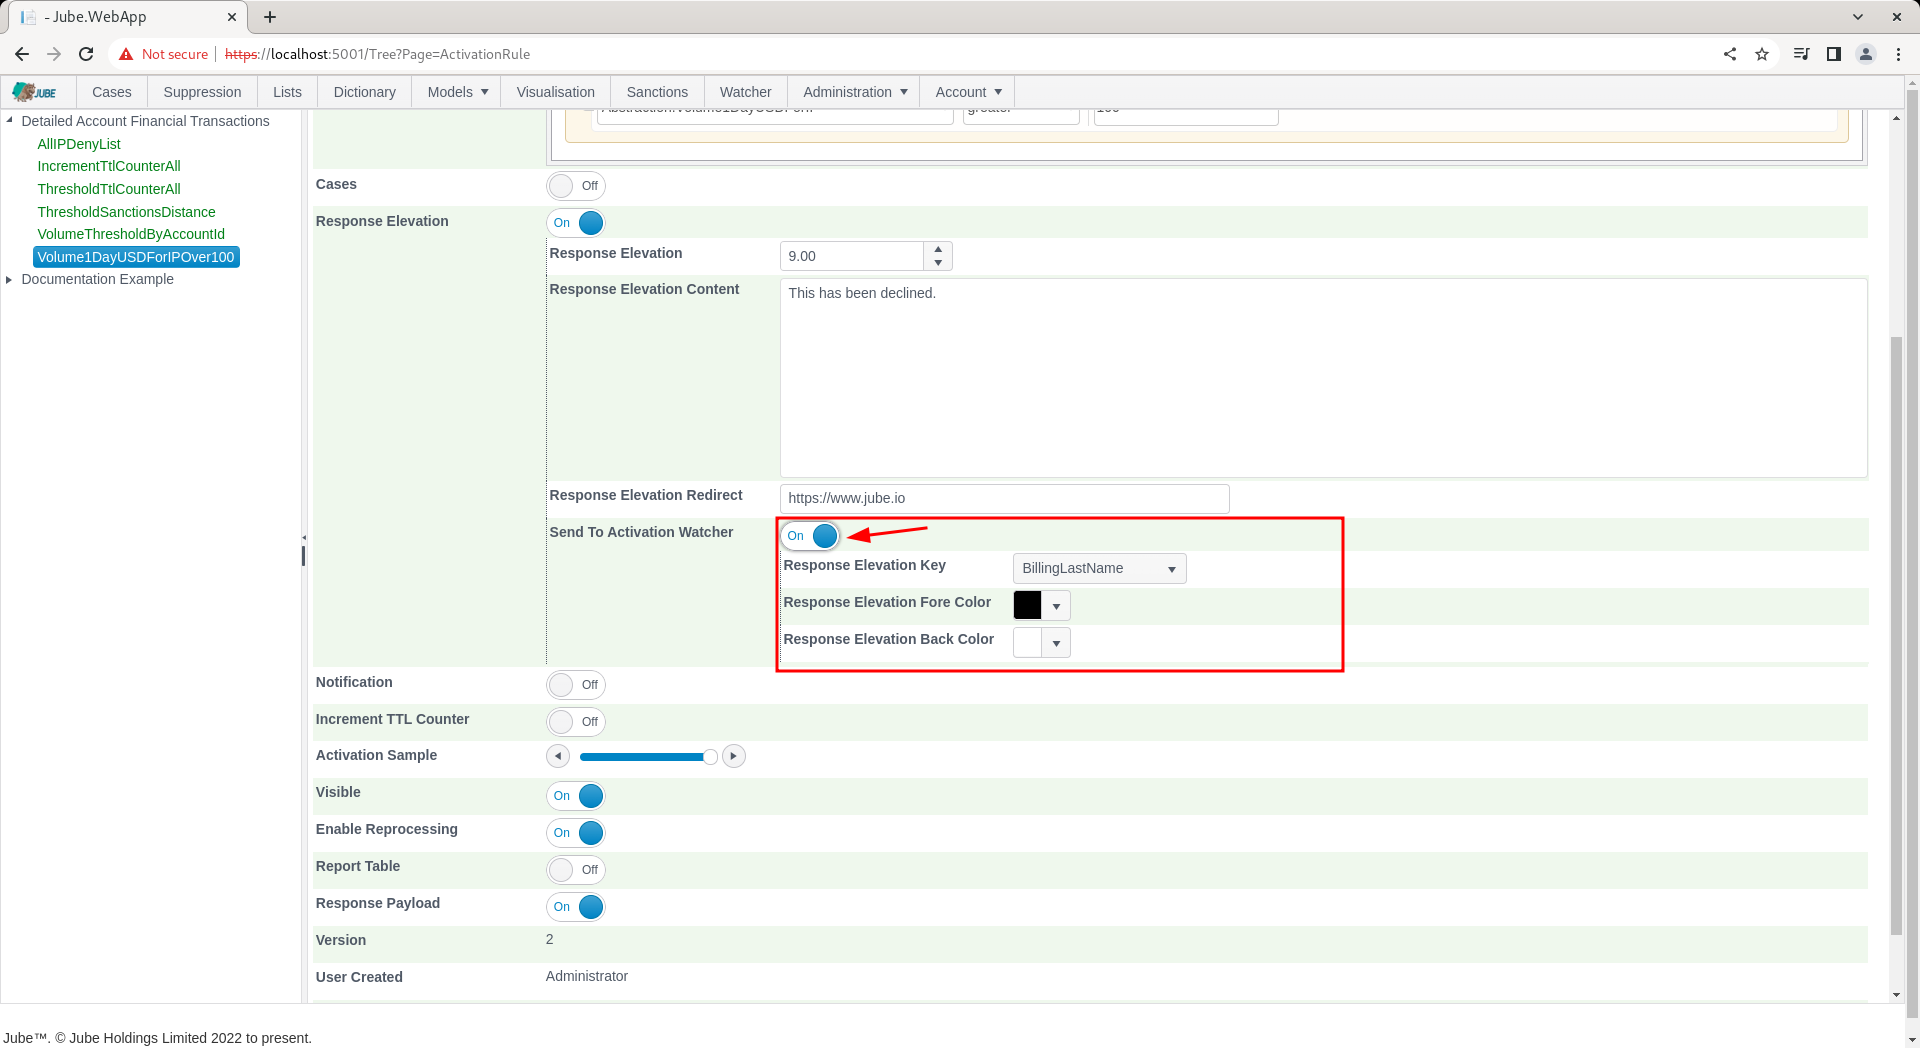 - Jube.WebApp
Not secure https://localhost:5001/Tree?Page=ActivationRule
JUBE Cases Suppression Lists Dictionary Models Visualisation Sanctions Watcher Administration Account
Detailed Account Financial Transactions
AllIPDenyList
IncrementTtlCounterAll
ThresholdTtlCounterAll
ThresholdSanctionsDistance
VolumeThresholdByAccountId
Volume1DayUSDForIPOver100
Documentation Example
Cases Off
Response Elevation On
Response Elevation 9.00
Response Elevation Content This has been declined.
Response Elevation Redirect https://www.jube.io
Send To Activation Watcher On
Response Elevation Key BillingLastName
Response Elevation Fore Color
Response Elevation Back Color
Notification Off
Increment TTL Counter Off
Activation Sample
Visible On
Enable Reprocessing On
Report Table Off
Response Payload On
Version 2
User Created Administrator
Jube™. © Jube Holdings Limited 2022 to present.